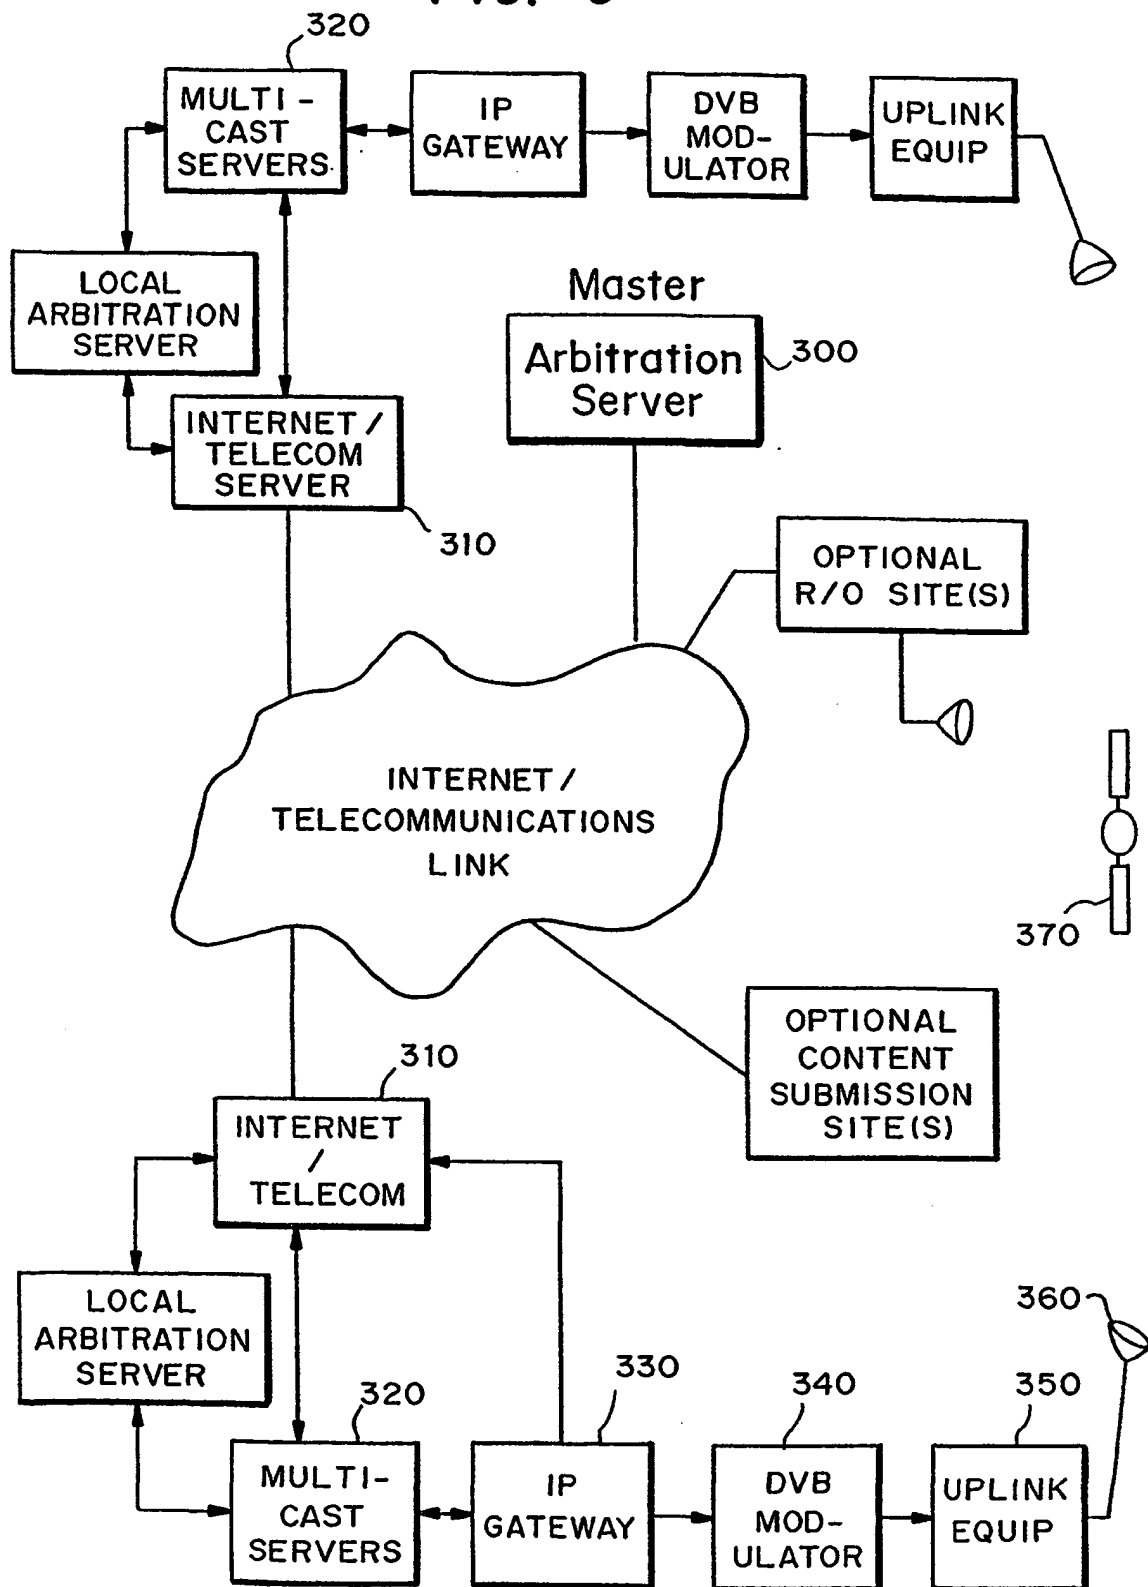 320
MULTI-
CAST
SERVERS
IP
GATEWAY
DVB
MOD-
ULATOR
UPLINK
EQUIP
LOCAL
ARBITRATION
SERVER
Master
Arbitration
Server
300
INTERNET/
TELECOM
SERVER
310
OPTIONAL
R/O SITE(S)
INTERNET/
TELECOMMUNICATIONS
LINK
370
OPTIONAL
CONTENT
SUBMISSION
SITE(S)
310
INTERNET
/
TELECOM
LOCAL
ARBITRATION
SERVER
360
320
330
340
350
MULTI-
CAST
SERVERS
IP
GATEWAY
DVB
MOD-
ULATOR
UPLINK
EQUIP